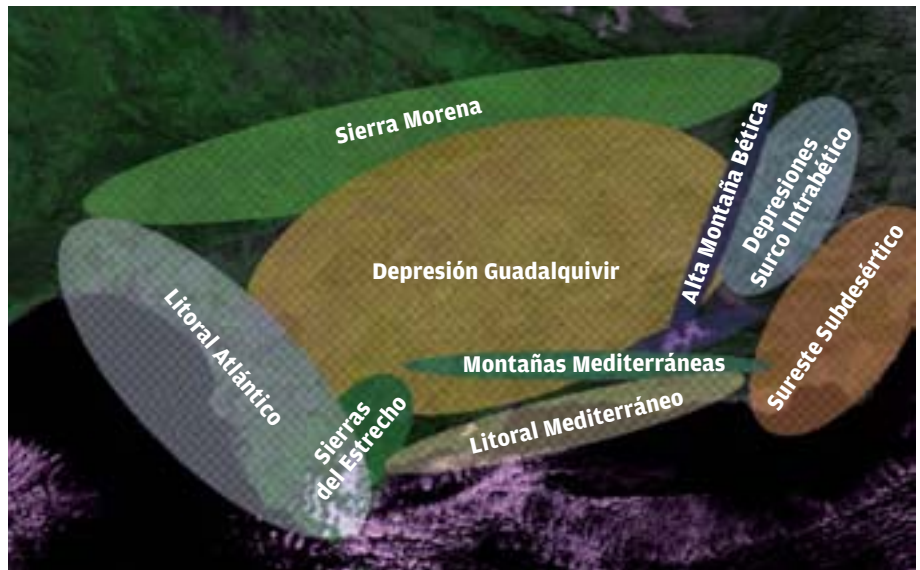 Sierra Morena
Alta Montaña Bética
Depresiones
Surco Intrabético
Depresión Guadalquivir
Sureste Subdesértico
Litoral Atlántico
Montañas Mediterráneas
Sierras
del Estrecho
Litoral Mediterráneo